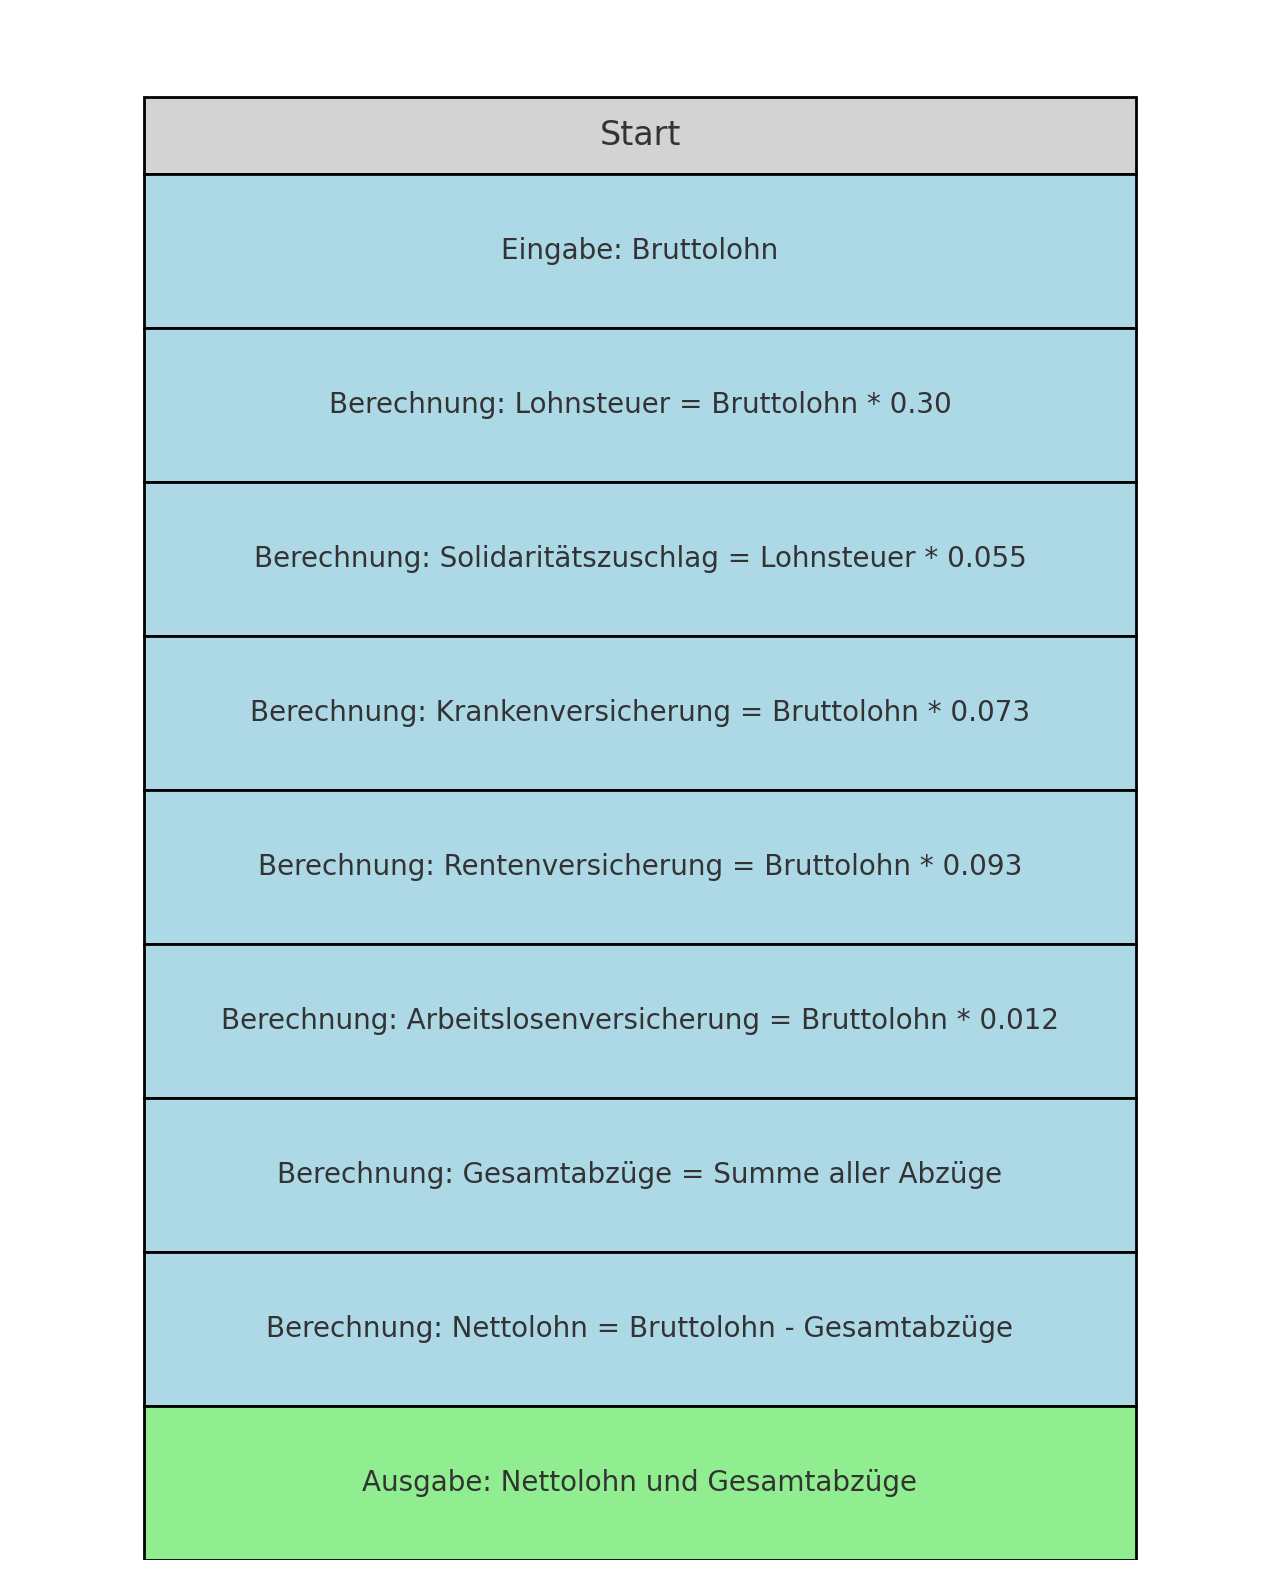 Start
Eingabe: Bruttolohn
Berechnung: Lohnsteuer = Bruttolohn * 0.30
Berechnung: Solidaritätszuschlag = Lohnsteuer * 0.055
Berechnung: Krankenversicherung = Bruttolohn * 0.073
Berechnung: Rentenversicherung = Bruttolohn * 0.093
Berechnung: Arbeitslosenversicherung = Bruttolohn * 0.012
Berechnung: Gesamtabzüge = Summe aller Abzüge
Berechnung: Nettolohn = Bruttolohn - Gesamtabzüge
Ausgabe: Nettolohn und Gesamtabzüge